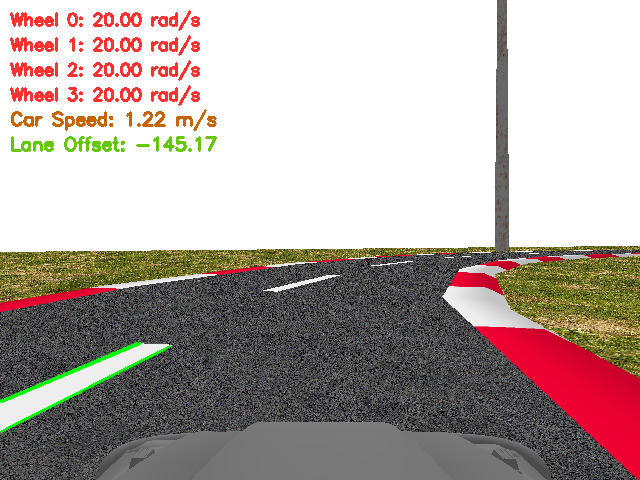 Wheel 0: 20.00 rad/s
Wheel 1: 20.00 rad/s
Wheel 2: 20.00 rad/s
Wheel 3: 20.00 rad/s
Car Speed: 1.22 m/s
Lane Offset: -145.17